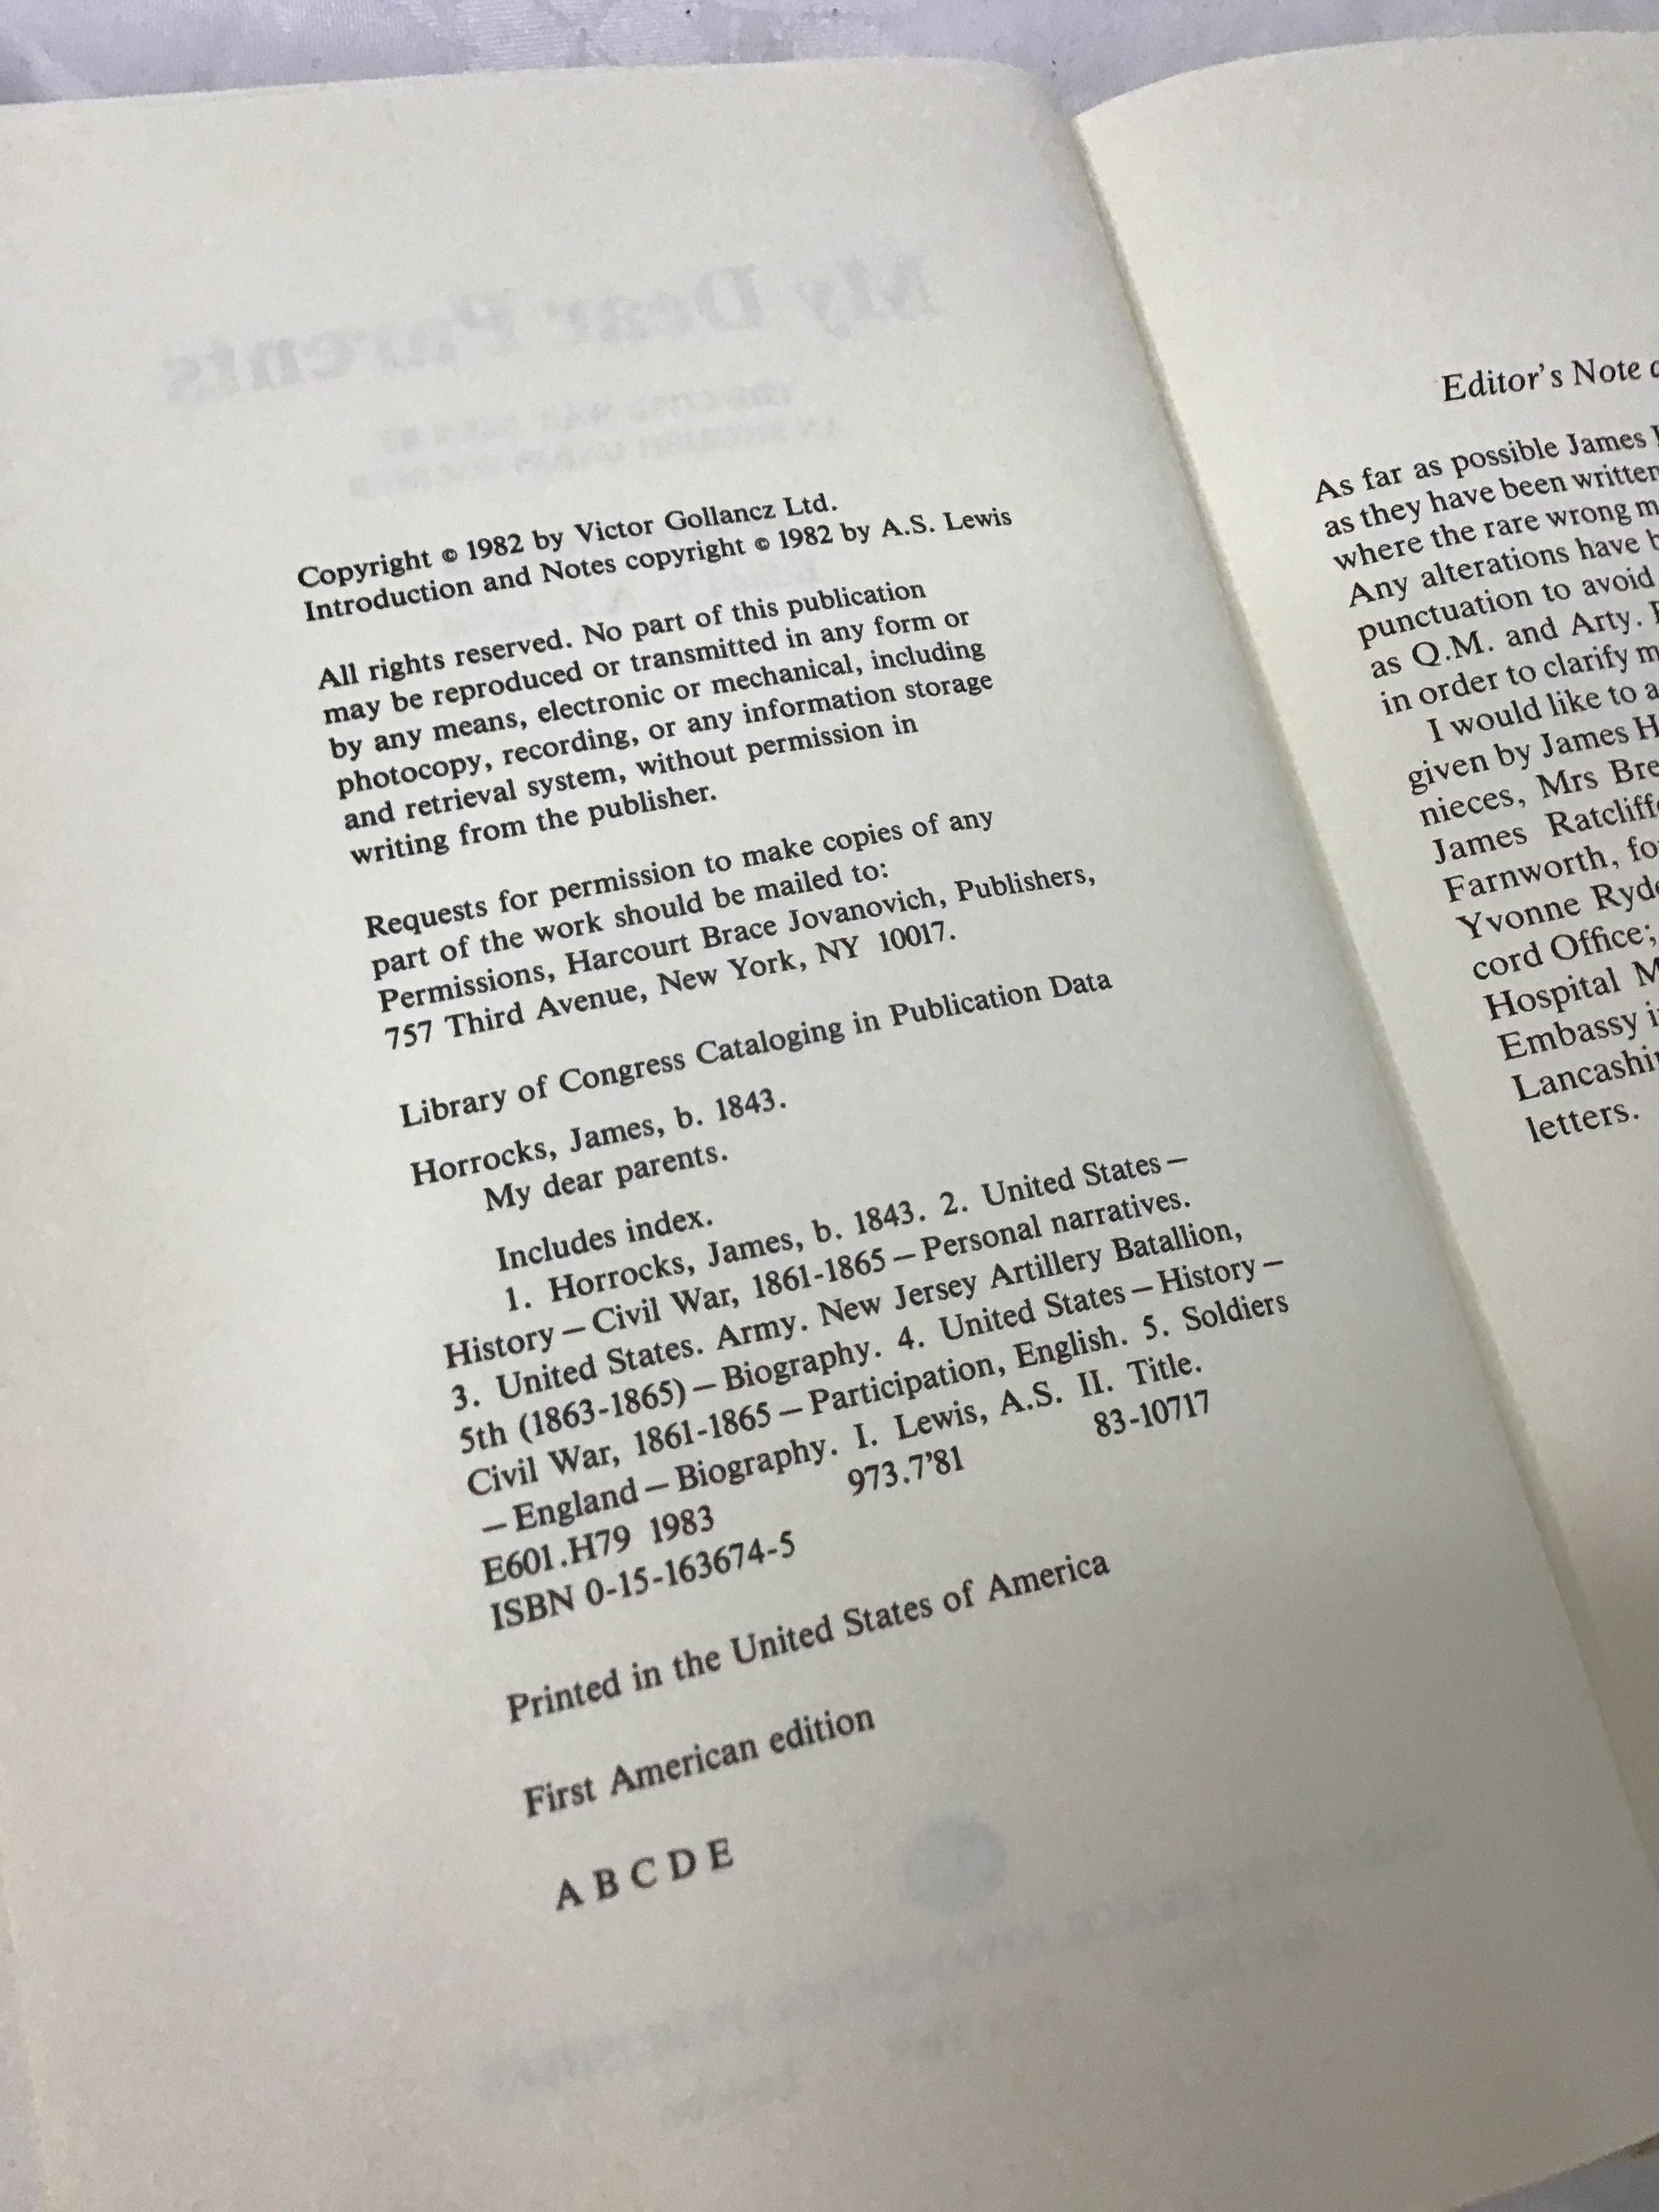 Copyright © 1982 by Victor Gollancz Ltd.
Introduction and Notes copyright © 1982 by A.S. Lewis
All rights reserved. No part of this publication
may be reproduced or transmitted in any form or
by any means, electronic or mechanical, including
photocopy, recording, or any information storage
and retrieval system, without permission in
writing from the publisher.
Requests for permission to make copies of any
part of the work should be mailed to:
Permissions, Harcourt Brace Jovanovich, Publishers,
757 Third Avenue, New York, NY 10017.
Library of Congress Cataloging in Publication Data
Horrocks, James, b. 1843.
My dear parents.
Includes index.
1. Horrocks, James, b. 1843. 2. United States—
History—Civil War, 1861-1865—Personal narratives.
3. United States. Army. New Jersey Artillery Batallion,
5th (1863-1865)—Biography. 4. United States—History—
Civil War, 1861-1865—Participation, English. 5. Soldiers
—England—Biography. I. Lewis, A.S. II. Title.
E601.H79 1983 973.7'81 83-10717
ISBN 0-15-163674-5
Printed in the United States of America
First American edition
A B C D E
Editor's Note
As far as possible James
as they have been written
where the rare wrong
Any alterations have
punctuation to avoid
as Q.M. and Arty.
in order to clarify
I would like to
given by James
nieces, Mrs
James
Farnworth,
Yvonne
cord Office;
Hospital
Embassy
letters.